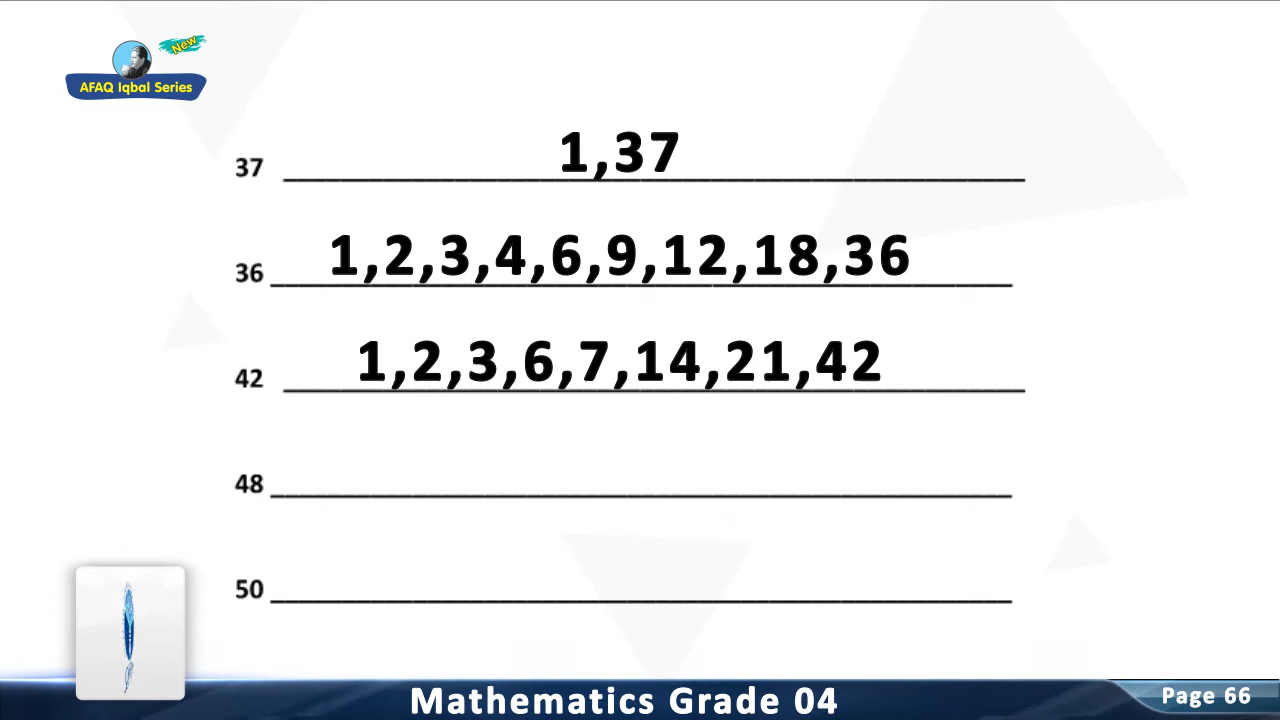 New
AFAQ Iqbal Series
37 1,37
36 1,2,3,4,6,9,12,18,36
42 1,2,3,6,7,14,21,42
48
50
Mathematics Grade 04
Page 66